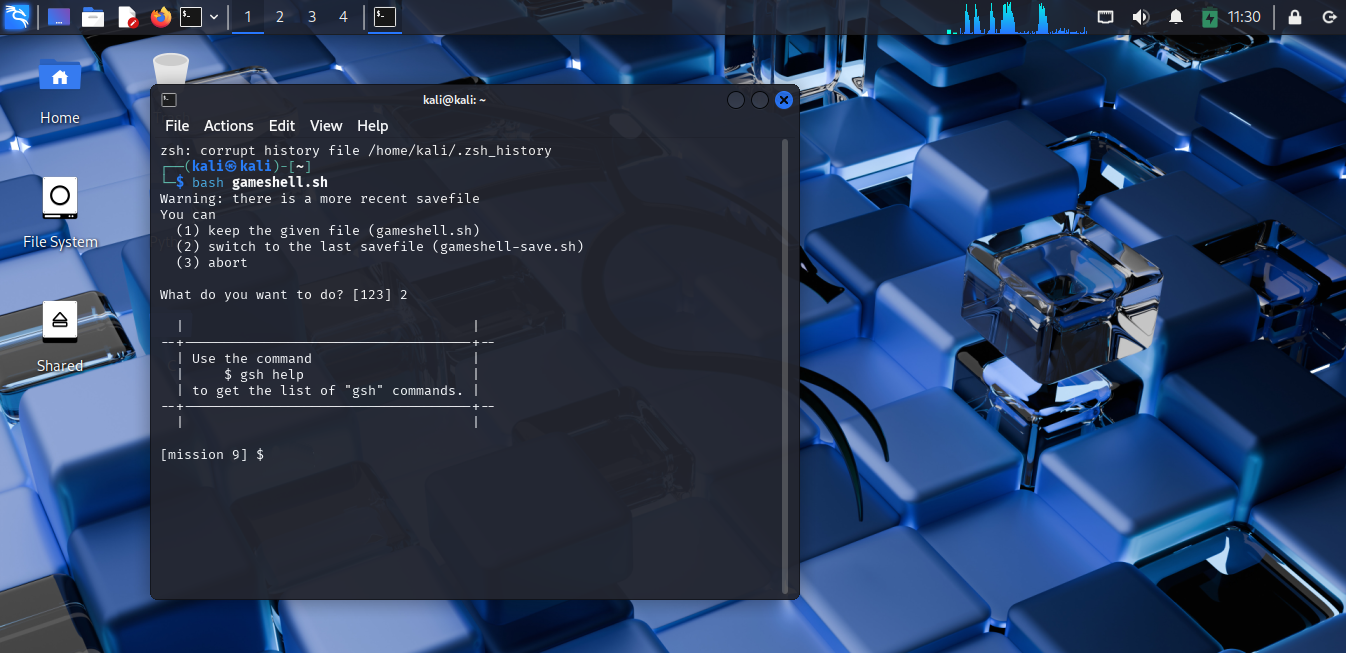 1 2 3 4 11:30
Home
File System
Shared
kali@kali: ~
File Actions Edit View Help
zsh: corrupt history file /home/kali/.zsh_history
┌──(kali㉿kali)-[~]
└─$ bash gameshell.sh
Warning: there is a more recent savefile
You can
(1) keep the given file (gameshell.sh)
(2) switch to the last savefile (gameshell-save.sh)
(3) abort
What do you want to do? [123] 2
Use the command
$ gsh help
to get the list of "gsh" commands.
[mission 9] $